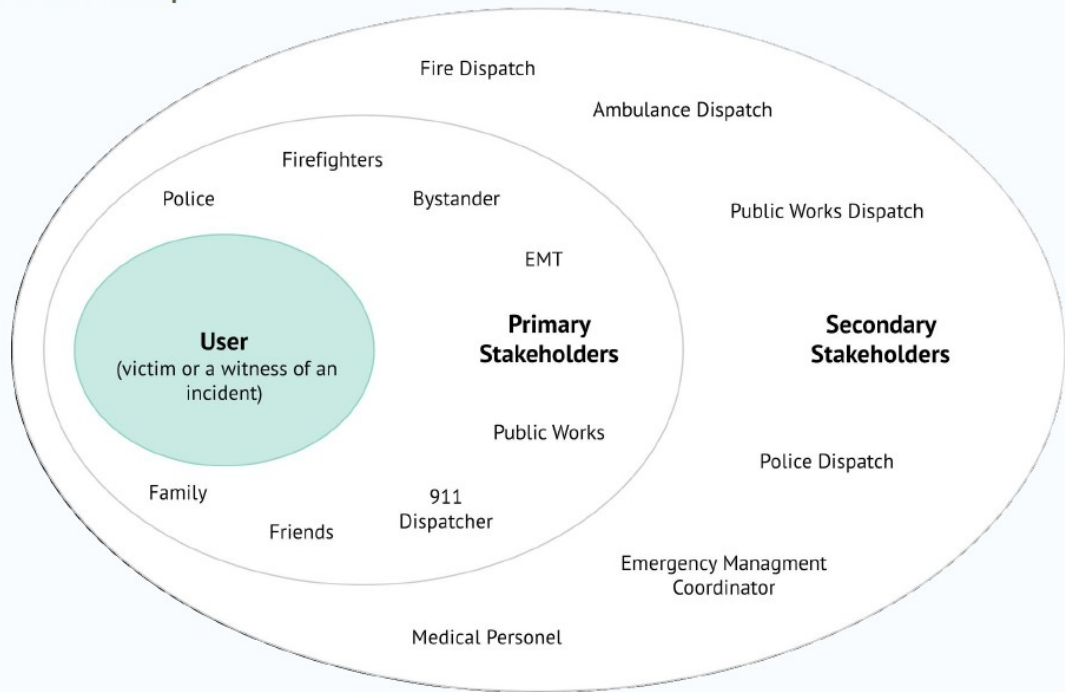 Fire Dispatch
Ambulance Dispatch
Firefighters
Police
Bystander
Public Works Dispatch
EMT
User
(victim or a witness of an
incident)
Primary
Stakeholders
Secondary
Stakeholders
Public Works
Police Dispatch
Family
911
Dispatcher
Friends
Emergency Managment
Coordinator
Medical Personel